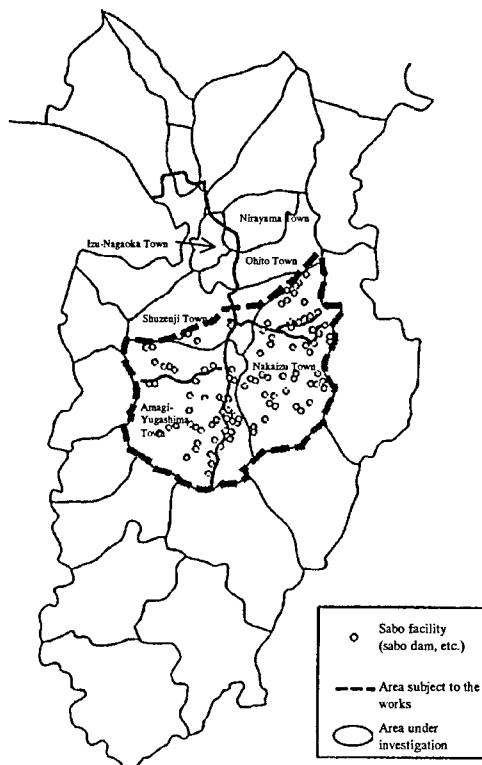 Nirayama Town
Izu-Nagaoka Town
Ohito Town
Shuzenji Town
Nakaizu Town
Amagi-
Yugashima
Town
Sabo facility
(sabo dam, etc.)
Area subject to the
works
Area under
investigation